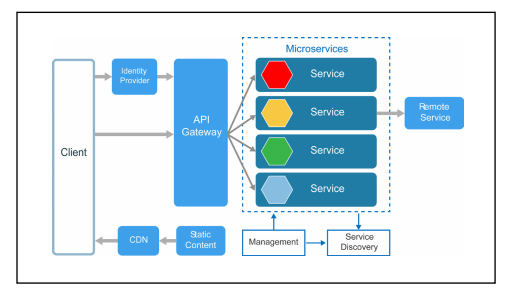 Microservices
Identity
Provider
Service
API
Gateway
Service
Remote
Service
Client
Service
Service
CDN
Static
Content
Management
Service
Discovery